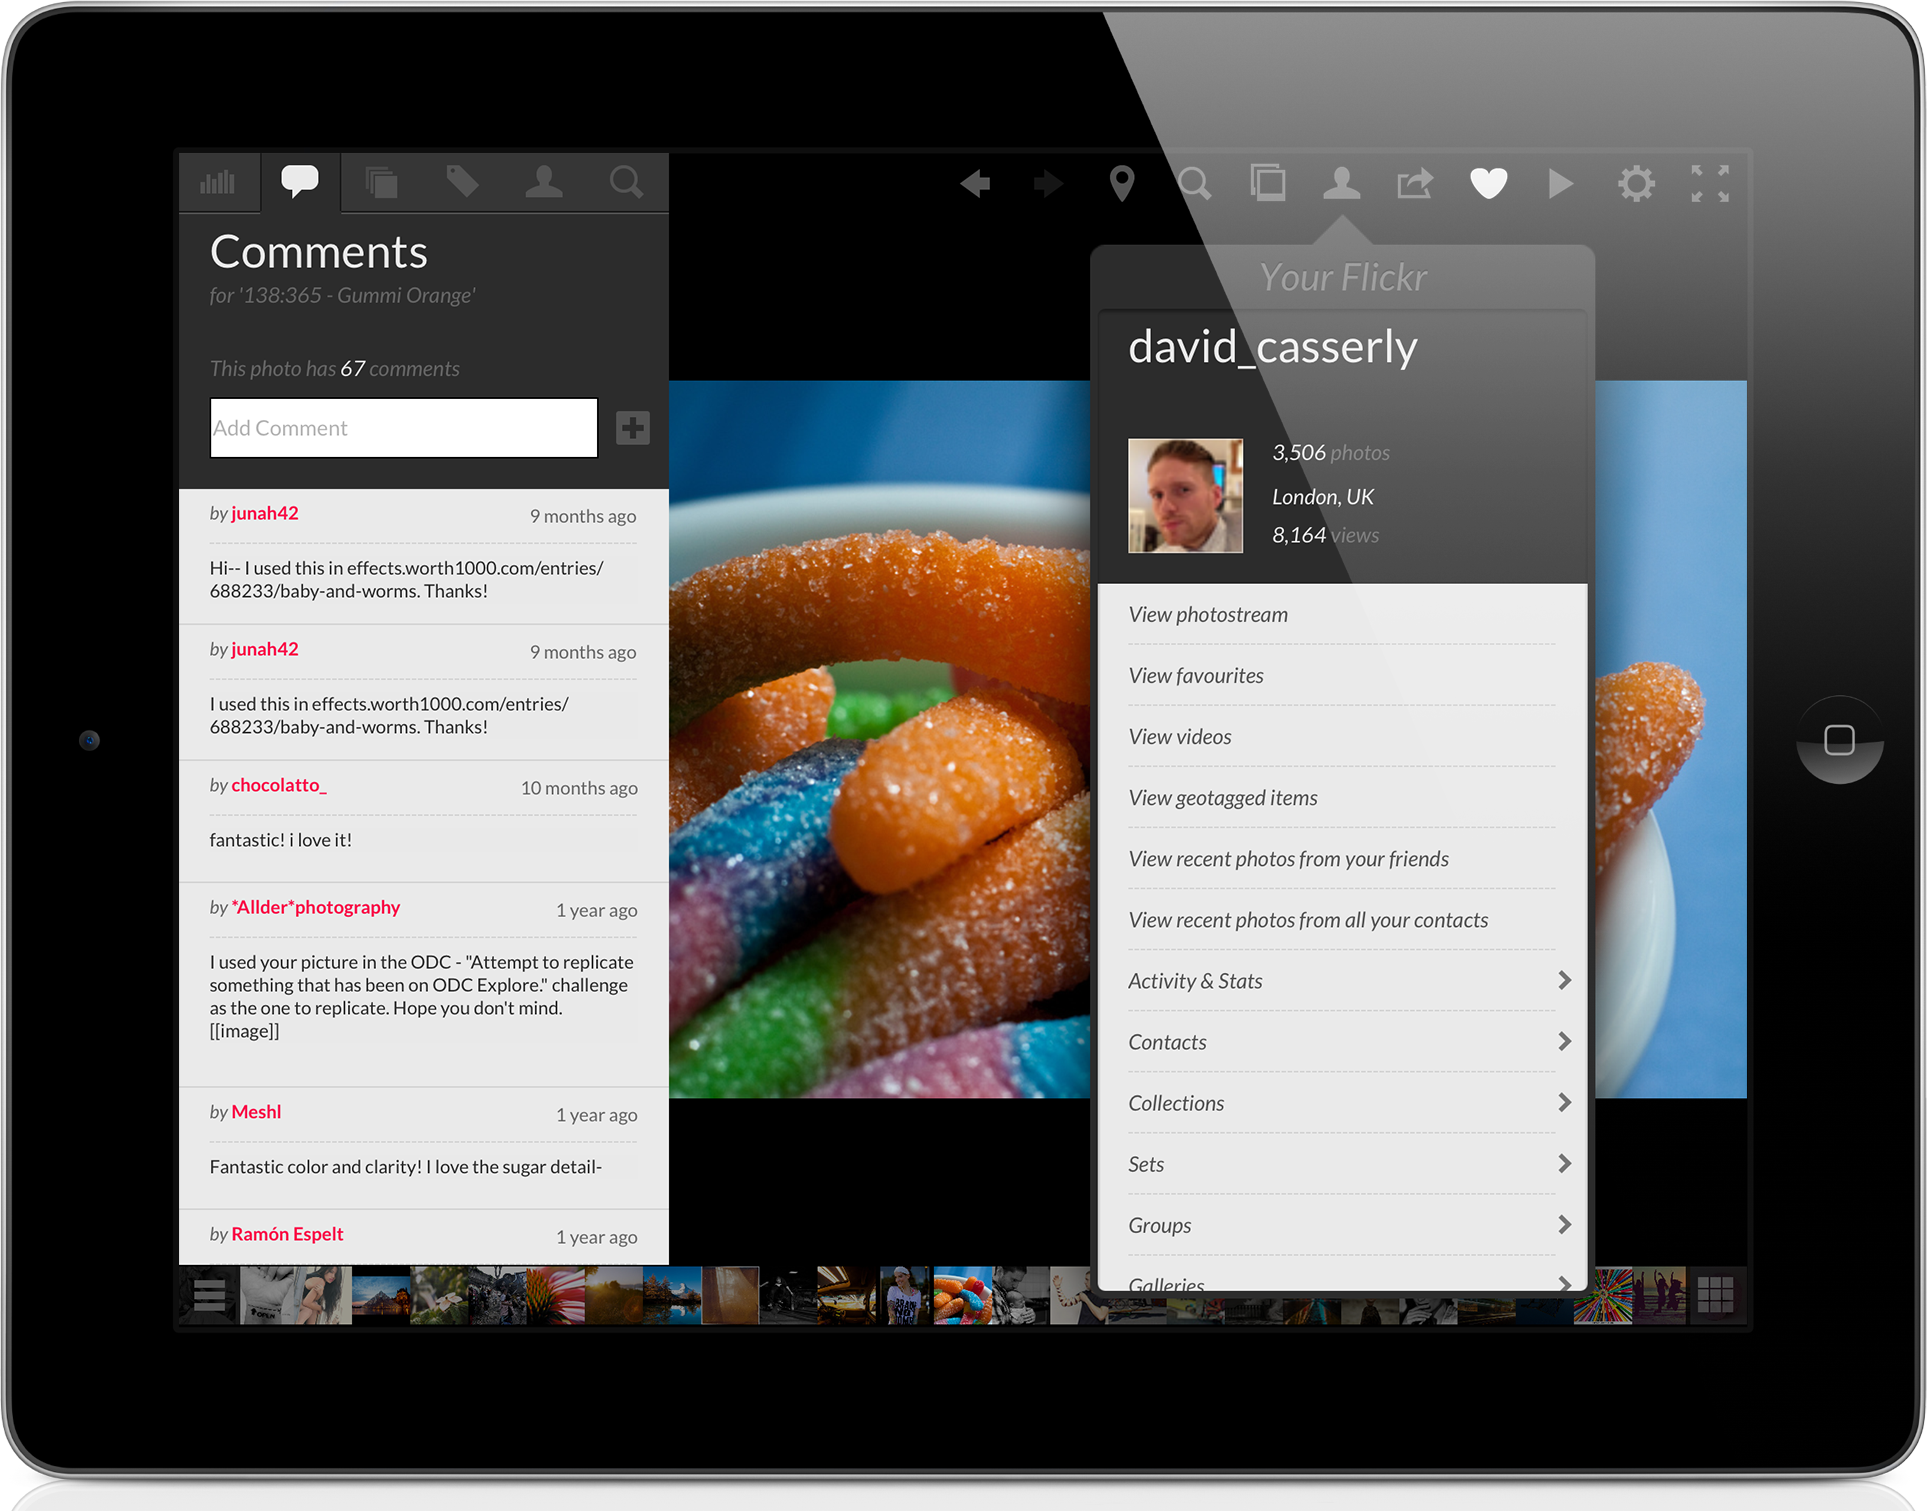 Comments
for '138:365 - Gummi Orange'
This photo has 67 comments
Add Comment
by junah42
9 months ago
Hi-- I used this in effects.worth1000.com/entries/
688233/baby-and-worms. Thanks!
by junah42
9 months ago
I used this in effects.worth1000.com/entries/
688233/baby-and-worms. Thanks!
by chocolatto_
10 months ago
fantastic! i love it!
by *Allder*photography
1 year ago
I used your picture in the ODC - "Attempt to replicate
something that has been on ODC Explore." challenge
as the one to replicate. Hope you don't mind.
[[image]]
by Meshl
1 year ago
Fantastic color and clarity! I love the sugar detail-
by Ramón Espelt
1 year ago
Your Flickr
david_casserly
3,506 photos
London, UK
8,164 views
View photostream
View favourites
View videos
View geotagged items
View recent photos from your friends
View recent photos from all your contacts
Activity & Stats
Contacts
Collections
Sets
Groups
Galleries
OPEN